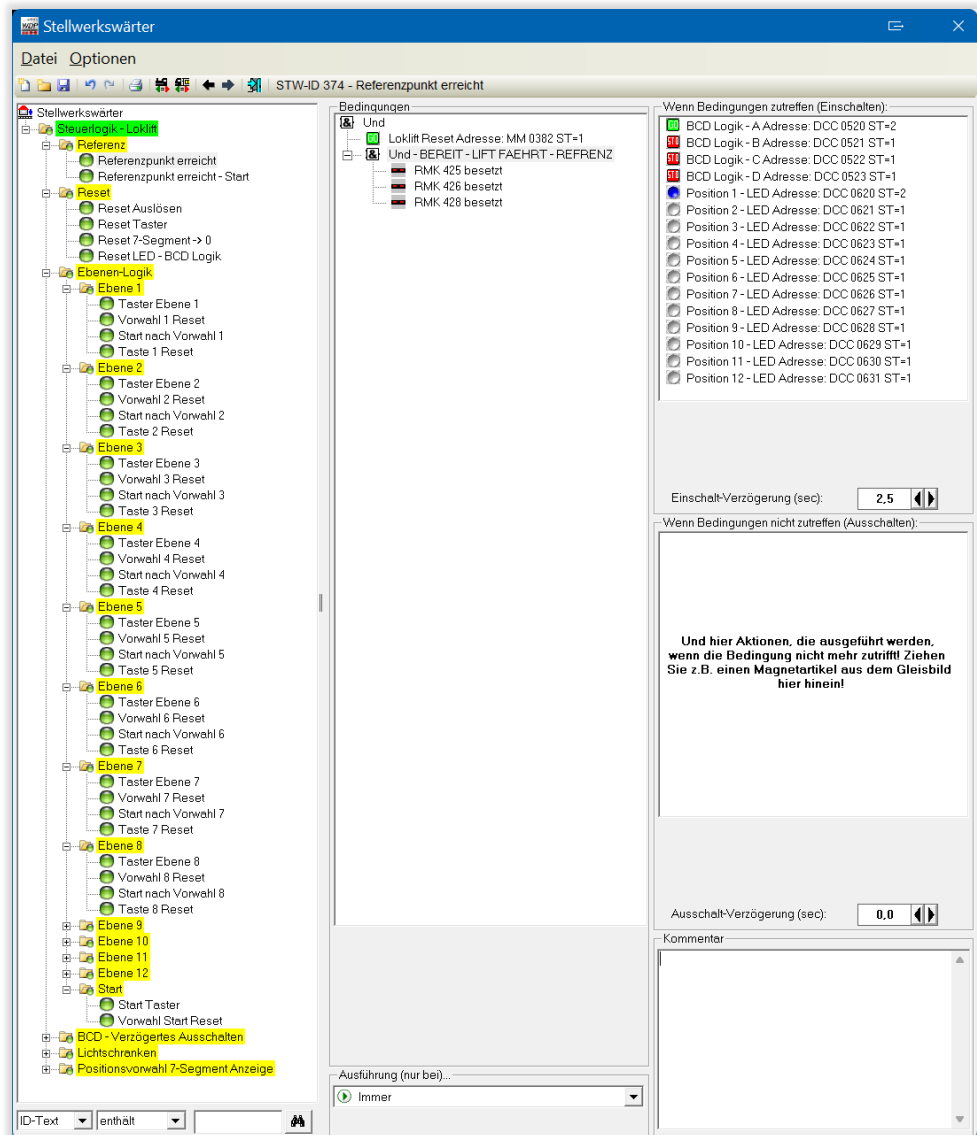 Stellwerkswärter
Datei Optionen
STW-ID 374 - Referenzpunkt erreicht
Stellwerkswärter
Steuerlogik - Loklift
Referenz
Referenzpunkt erreicht
Referenzpunkt erreicht - Start
Reset
Reset Auslösen
Reset Taster
Reset 7-Segment -> 0
Reset LED - BCD Logik
Ebenen-Logik
Ebene 1
Taster Ebene 1
Vorwahl 1 Reset
Start nach Vorwahl 1
Taste 1 Reset
Ebene 2
Taster Ebene 2
Vorwahl 2 Reset
Start nach Vorwahl 2
Taste 2 Reset
Ebene 3
Taster Ebene 3
Vorwahl 3 Reset
Start nach Vorwahl 3
Taste 3 Reset
Ebene 4
Taster Ebene 4
Vorwahl 4 Reset
Start nach Vorwahl 4
Taste 4 Reset
Ebene 5
Taster Ebene 5
Vorwahl 5 Reset
Start nach Vorwahl 5
Taste 5 Reset
Ebene 6
Taster Ebene 6
Vorwahl 6 Reset
Start nach Vorwahl 6
Taste 6 Reset
Ebene 7
Taster Ebene 7
Vorwahl 7 Reset
Start nach Vorwahl 7
Taste 7 Reset
Ebene 8
Taster Ebene 8
Vorwahl 8 Reset
Start nach Vorwahl 8
Taste 8 Reset
Ebene 9
Ebene 10
Ebene 11
Ebene 12
Start
Start Taster
Vorwahl Start Reset
BCD - Verzögertes Ausschalten
Lichtschranken
Positionsvorwahl 7-Segment Anzeige
ID-Text enthält
Bedingungen
& Und
GO Loklift Reset Adresse: MM 0382 ST=1
& Und - BEREIT - LIFT FAEHRT - REFRENZ
RMK 425 besetzt
RMK 426 besetzt
RMK 428 besetzt
Ausführung (nur bei)...
Immer
Wenn Bedingungen zutreffen (Einschalten):
GO BCD Logik - A Adresse: DCC 0520 ST=2
BCD Logik - B Adresse: DCC 0521 ST=1
BCD Logik - C Adresse: DCC 0522 ST=1
BCD Logik - D Adresse: DCC 0523 ST=1
Position 1 - LED Adresse: DCC 0620 ST=2
Position 2 - LED Adresse: DCC 0621 ST=1
Position 3 - LED Adresse: DCC 0622 ST=1
Position 4 - LED Adresse: DCC 0623 ST=1
Position 5 - LED Adresse: DCC 0624 ST=1
Position 6 - LED Adresse: DCC 0625 ST=1
Position 7 - LED Adresse: DCC 0626 ST=1
Position 8 - LED Adresse: DCC 0627 ST=1
Position 9 - LED Adresse: DCC 0628 ST=1
Position 10 - LED Adresse: DCC 0629 ST=1
Position 11 - LED Adresse: DCC 0630 ST=1
Position 12 - LED Adresse: DCC 0631 ST=1
Einschalt-Verzögerung (sec): 2,5
Wenn Bedingungen nicht zutreffen (Ausschalten):
Und hier Aktionen, die ausgeführt werden,
wenn die Bedingung nicht mehr zutrifft! Ziehen
Sie z.B. einen Magnetartikel aus dem Gleisbild
hier hinein!
Ausschalt-Verzögerung (sec): 0,0
Kommentar